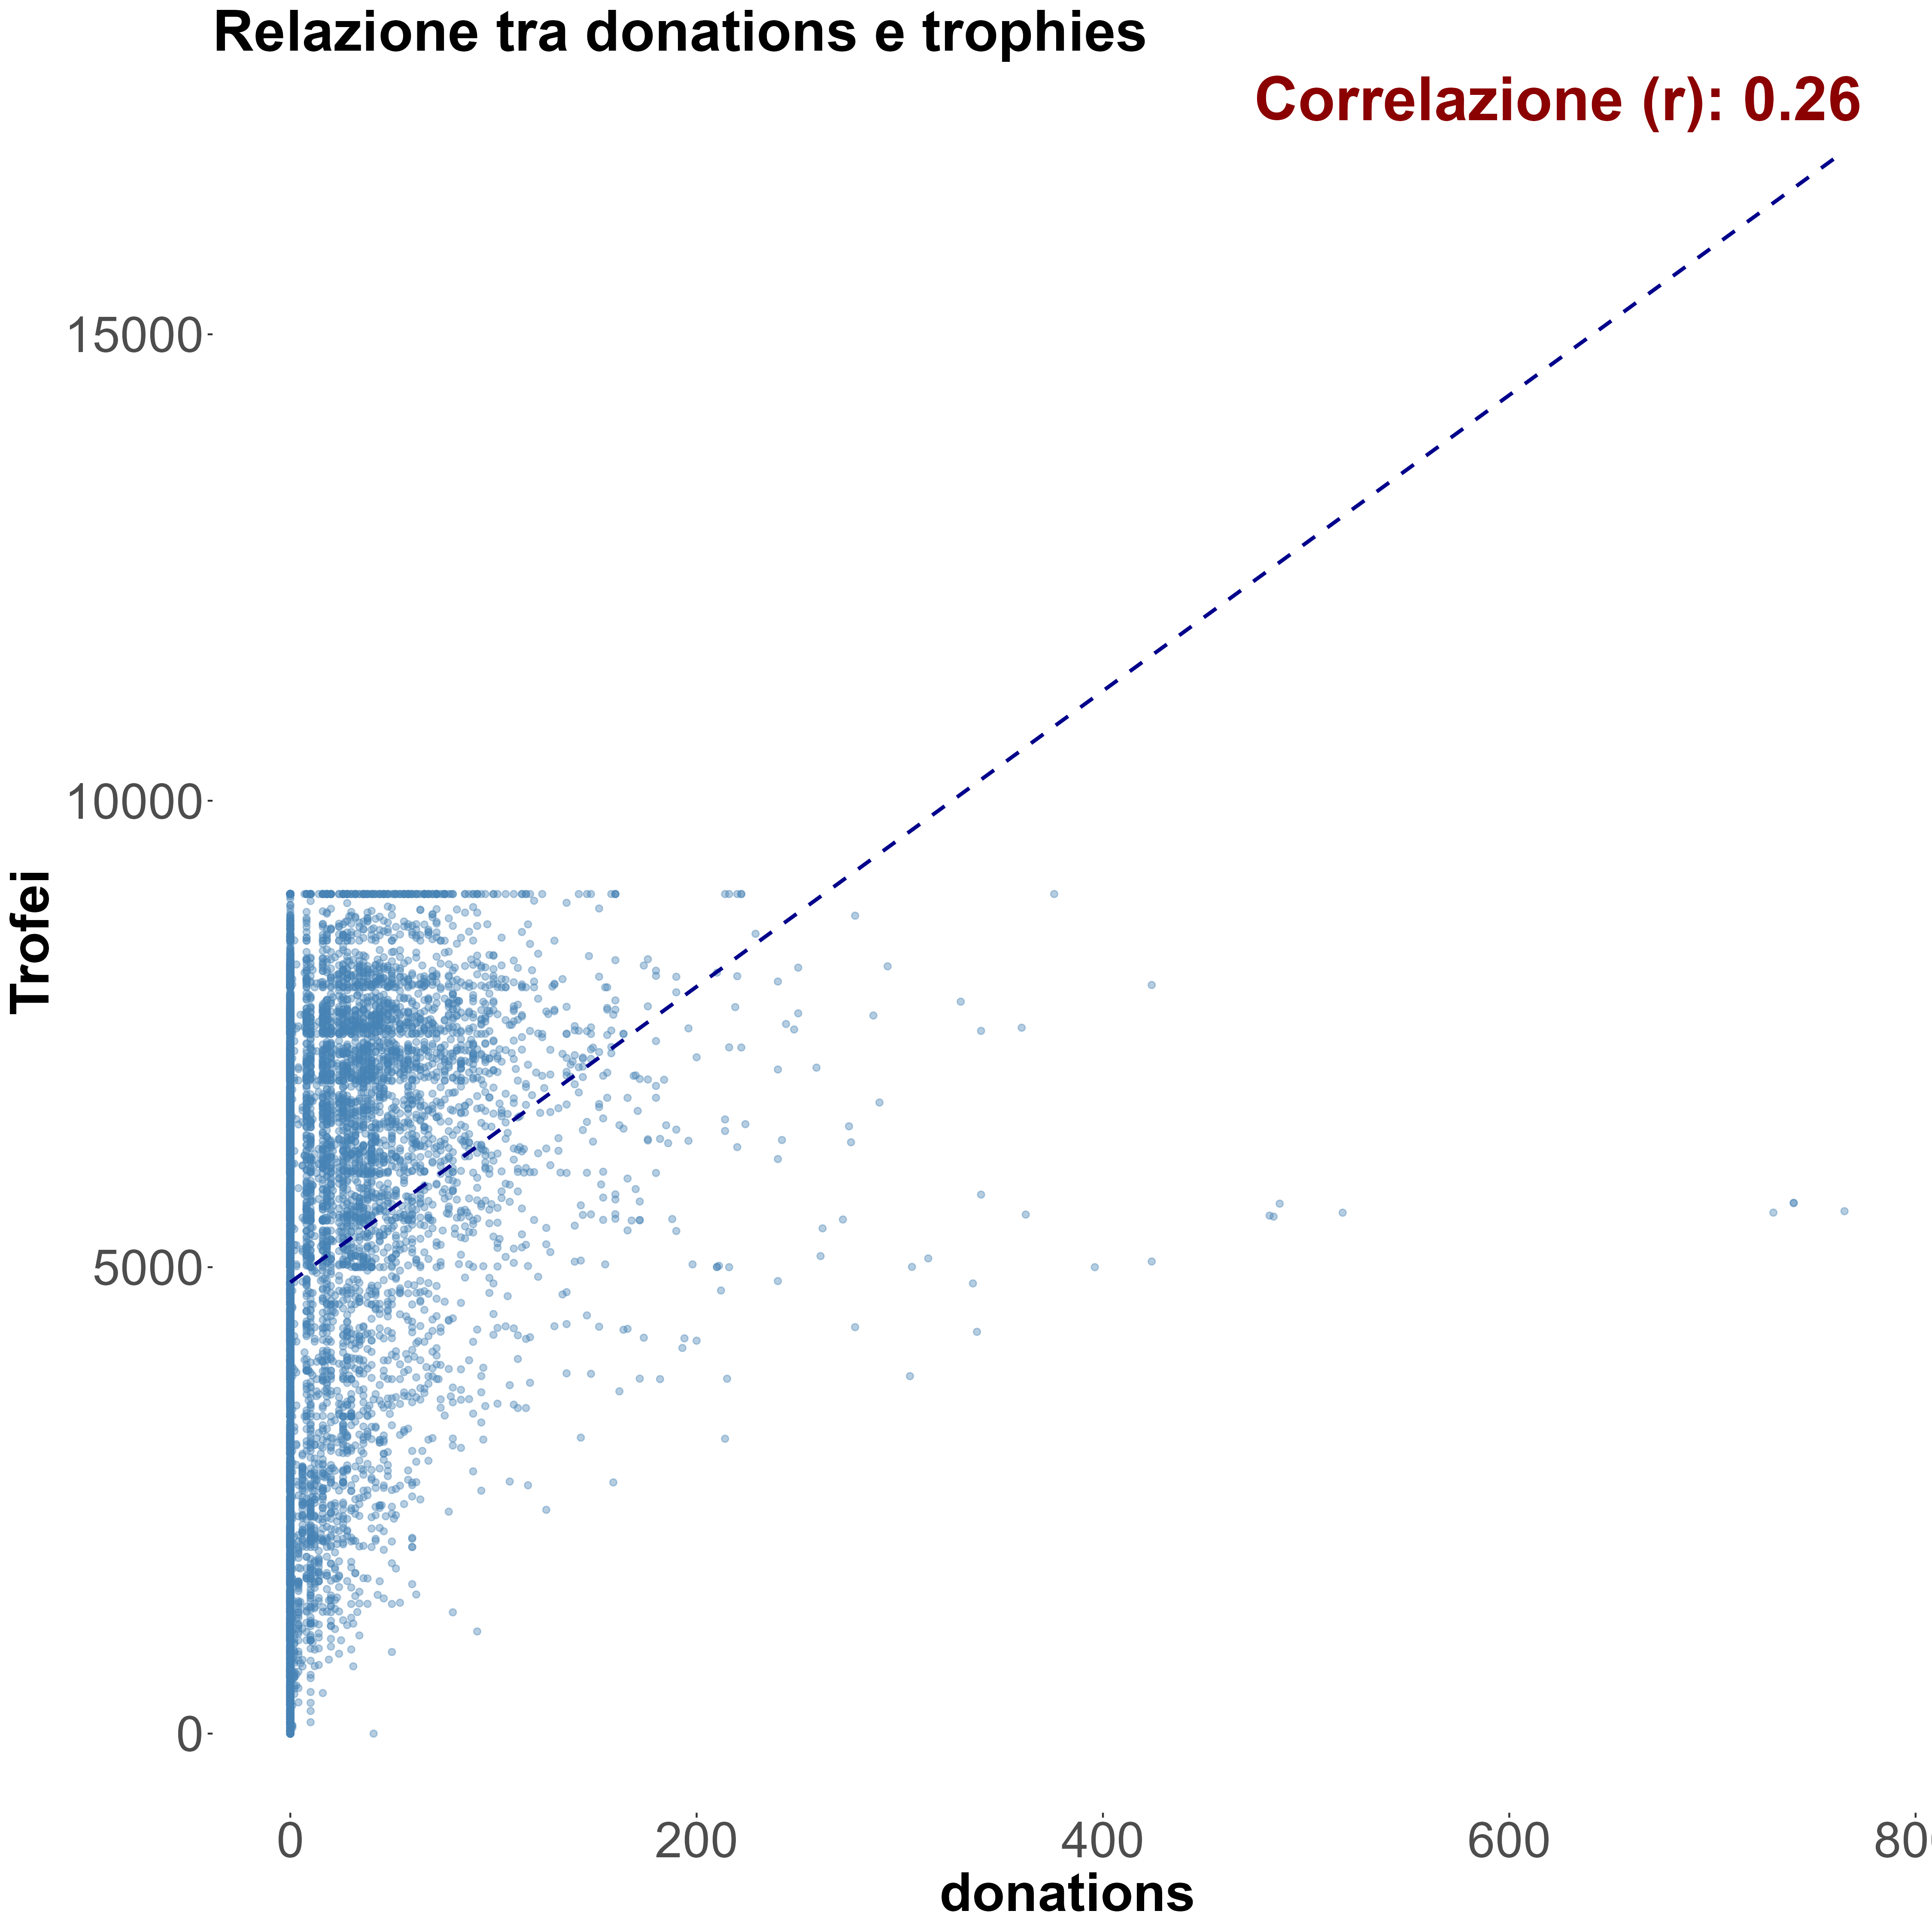 Relazione tra donations e trophies
Correlazione (r): 0.26
15000
10000
5000
0
Trofei
0 200 400 600 80
donations